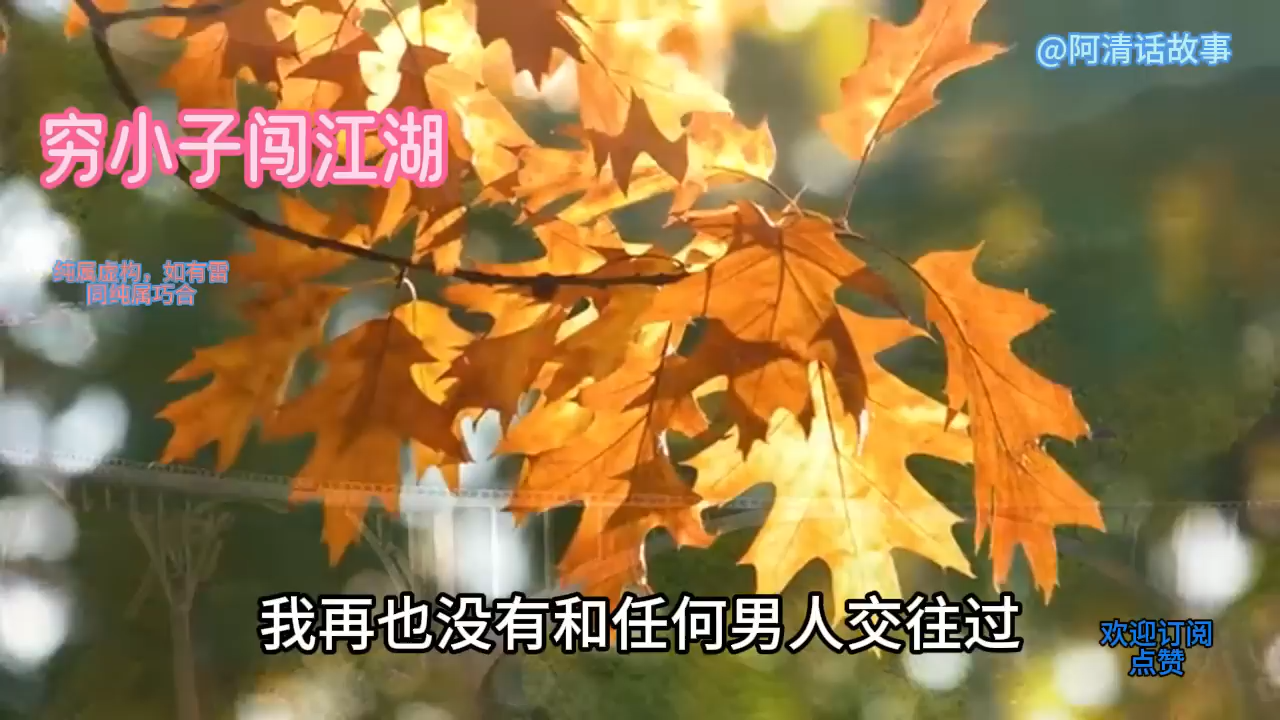 @阿清话故事
穷小子闯江湖
纯属虚构，如有雷
同纯属巧合
我再也没有和任何男人交往过
欢迎订阅
点赞